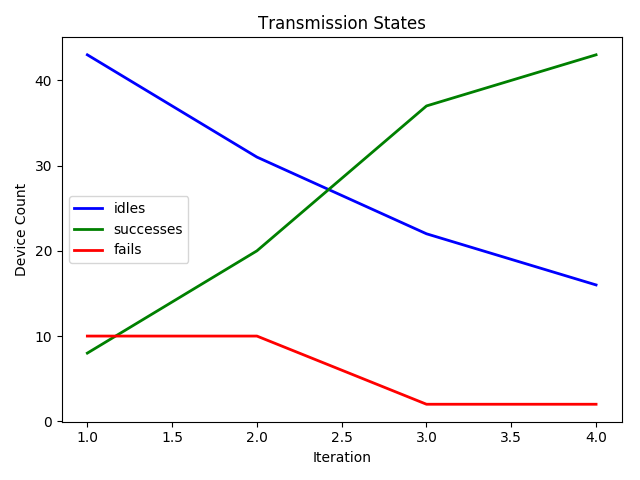 Transmission States
Device Count
40
30
20
10
0
idles
successes
fails
1.0 1.5 2.0 2.5 3.0 3.5 4.0
Iteration